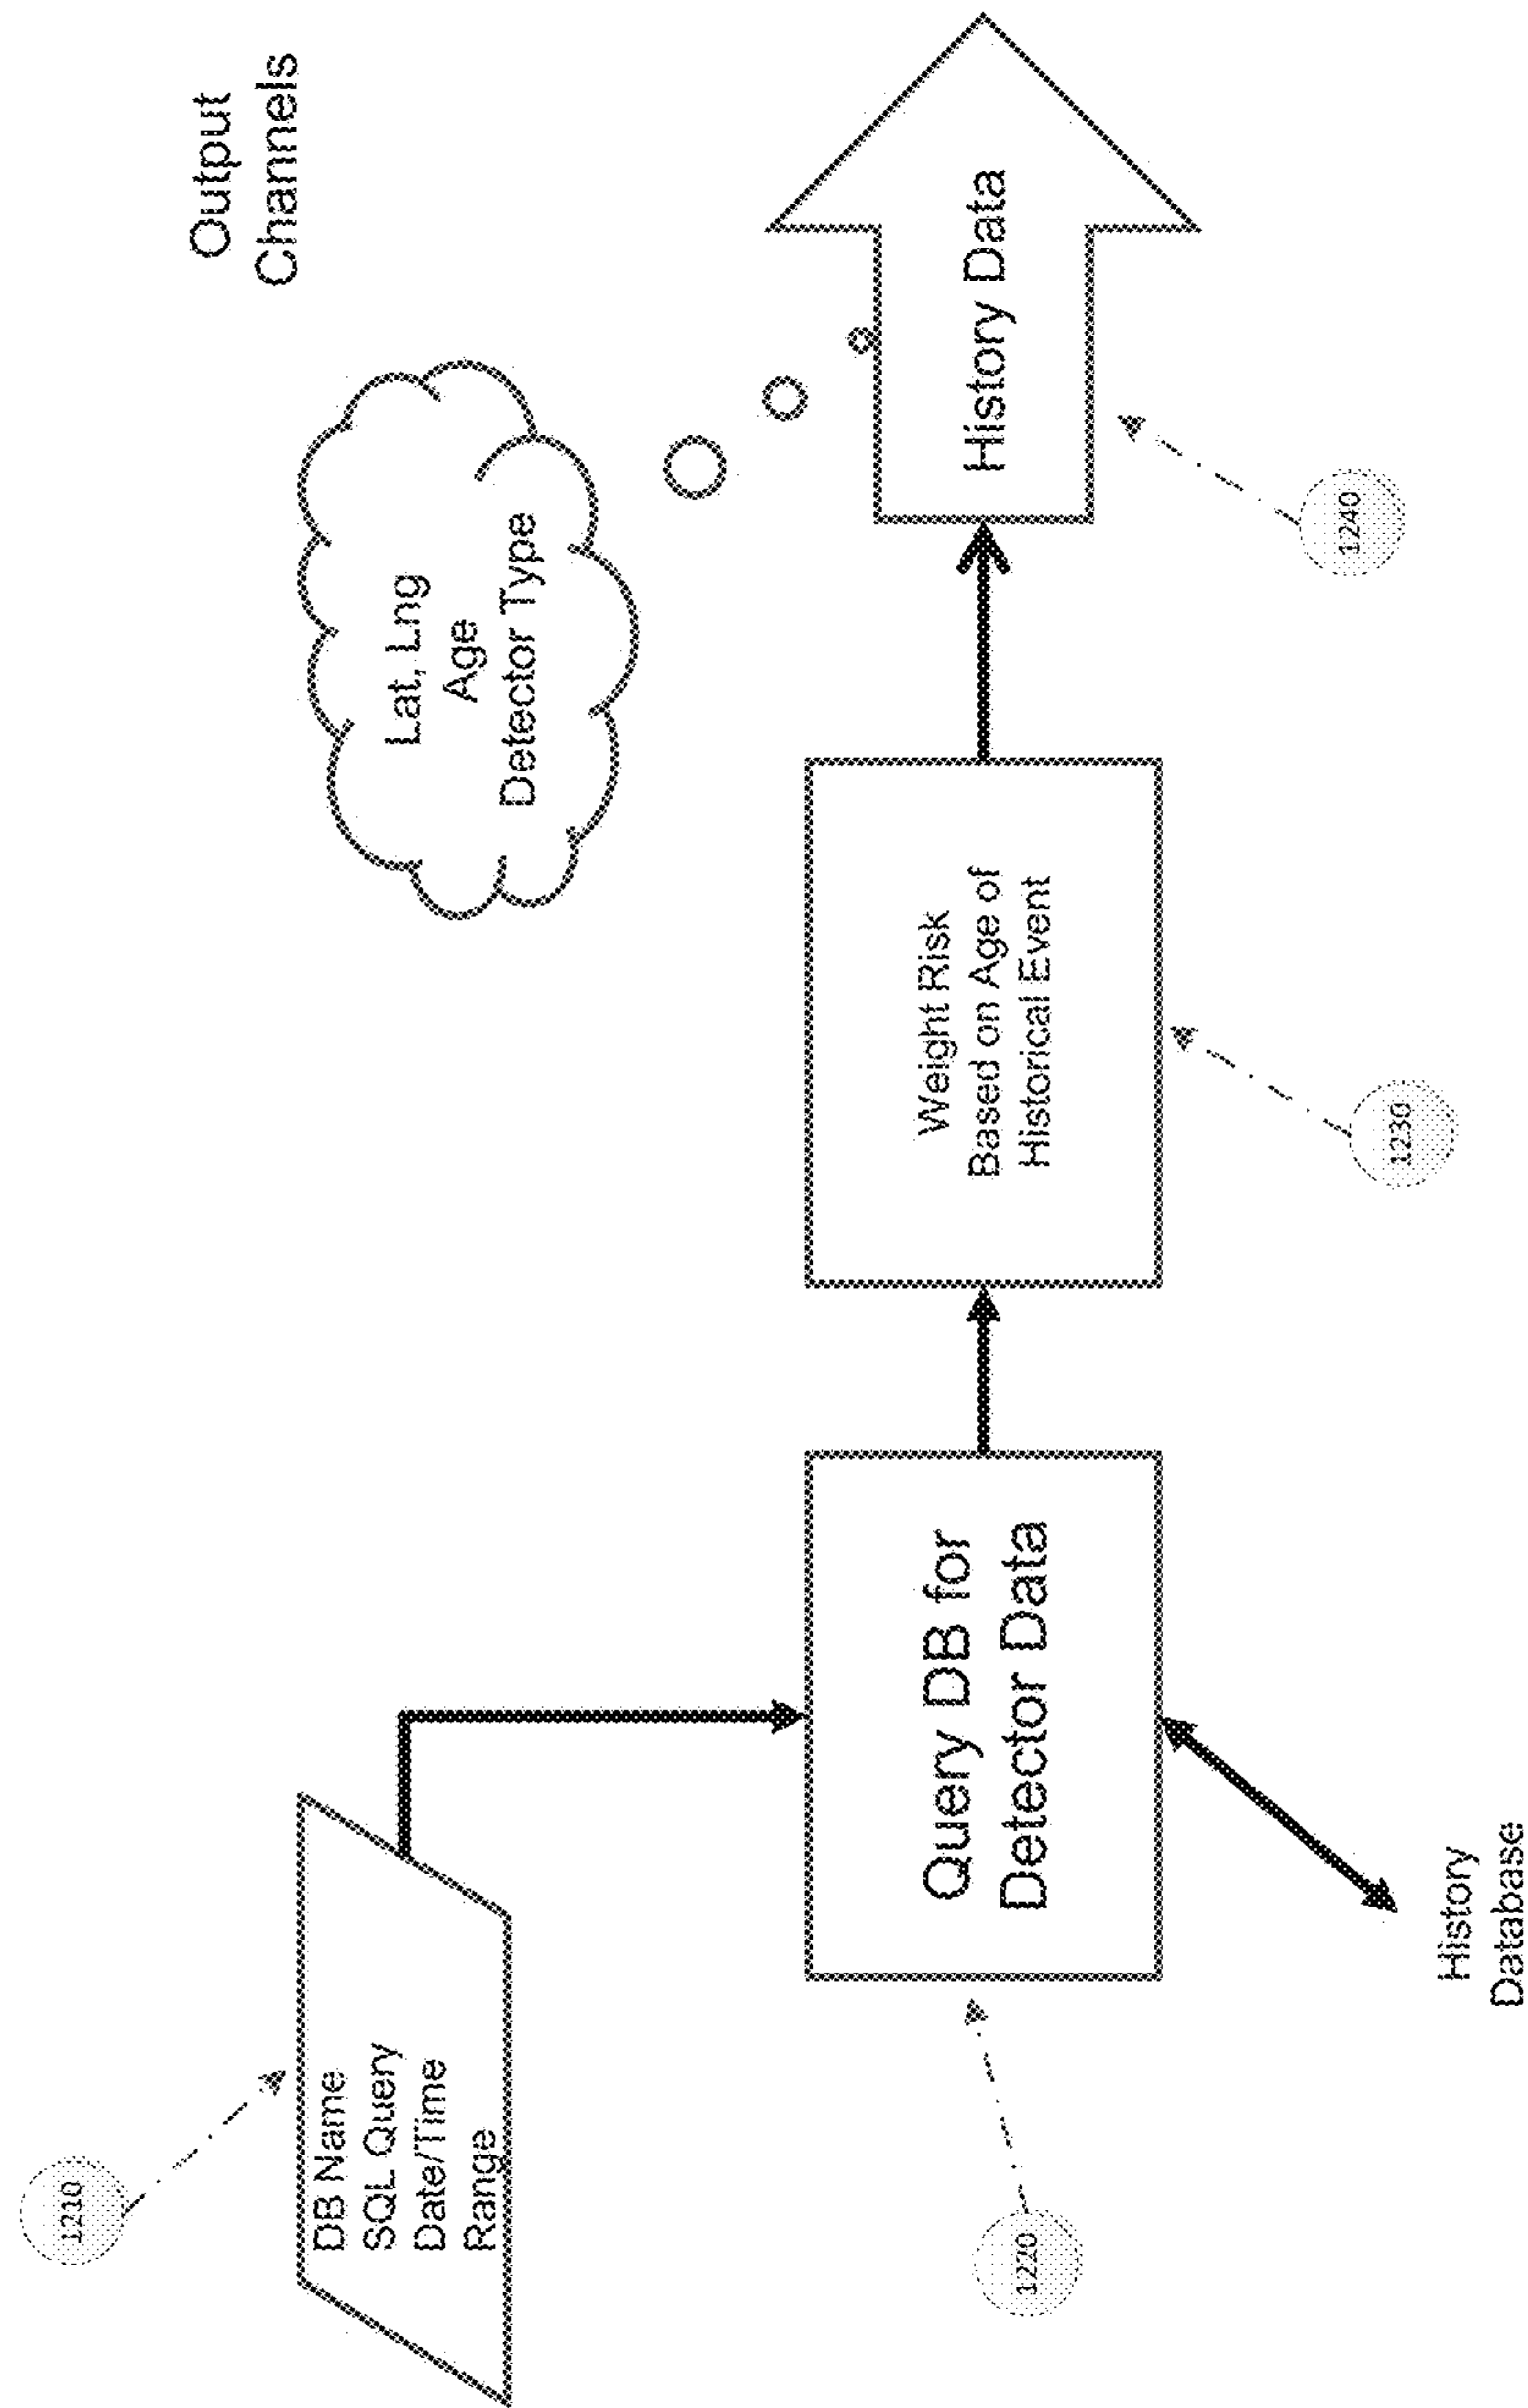 Output
Channels
1210
DB Name
SQL Query
Date/Time
Range
Lat, Lng
Age
Detector Type
1220
Query DB for
Detector Data
Weight Risk
Based on Age of
Historical Event
History Data
History
Database
1230
1240